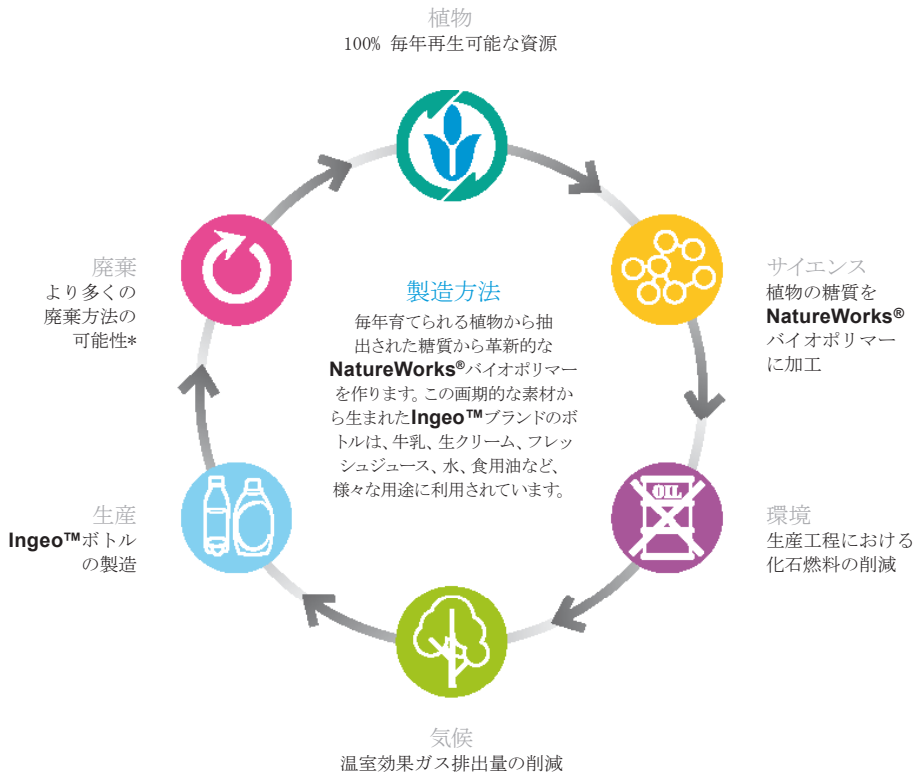 植物
100% 毎年再生可能な資源
サイエンス
植物の糖質を
NatureWorks®
バイオポリマー
に加工
環境
生産工程における
化石燃料の削減
OIL
気候
温室効果ガス排出量の削減
生産
Ingeo™ボトル
の製造
廃棄
より多くの
廃棄方法の
可能性*
製造方法
毎年育てられる植物から抽
出された糖質から革新的な
NatureWorks®バイオポリマー
を作ります。この画期的な素材か
ら生まれたIngeo™ブランドのボ
トルは、牛乳、生クリーム、フレッ
シュジュース、水、食用油など、
様々な用途に利用されています。